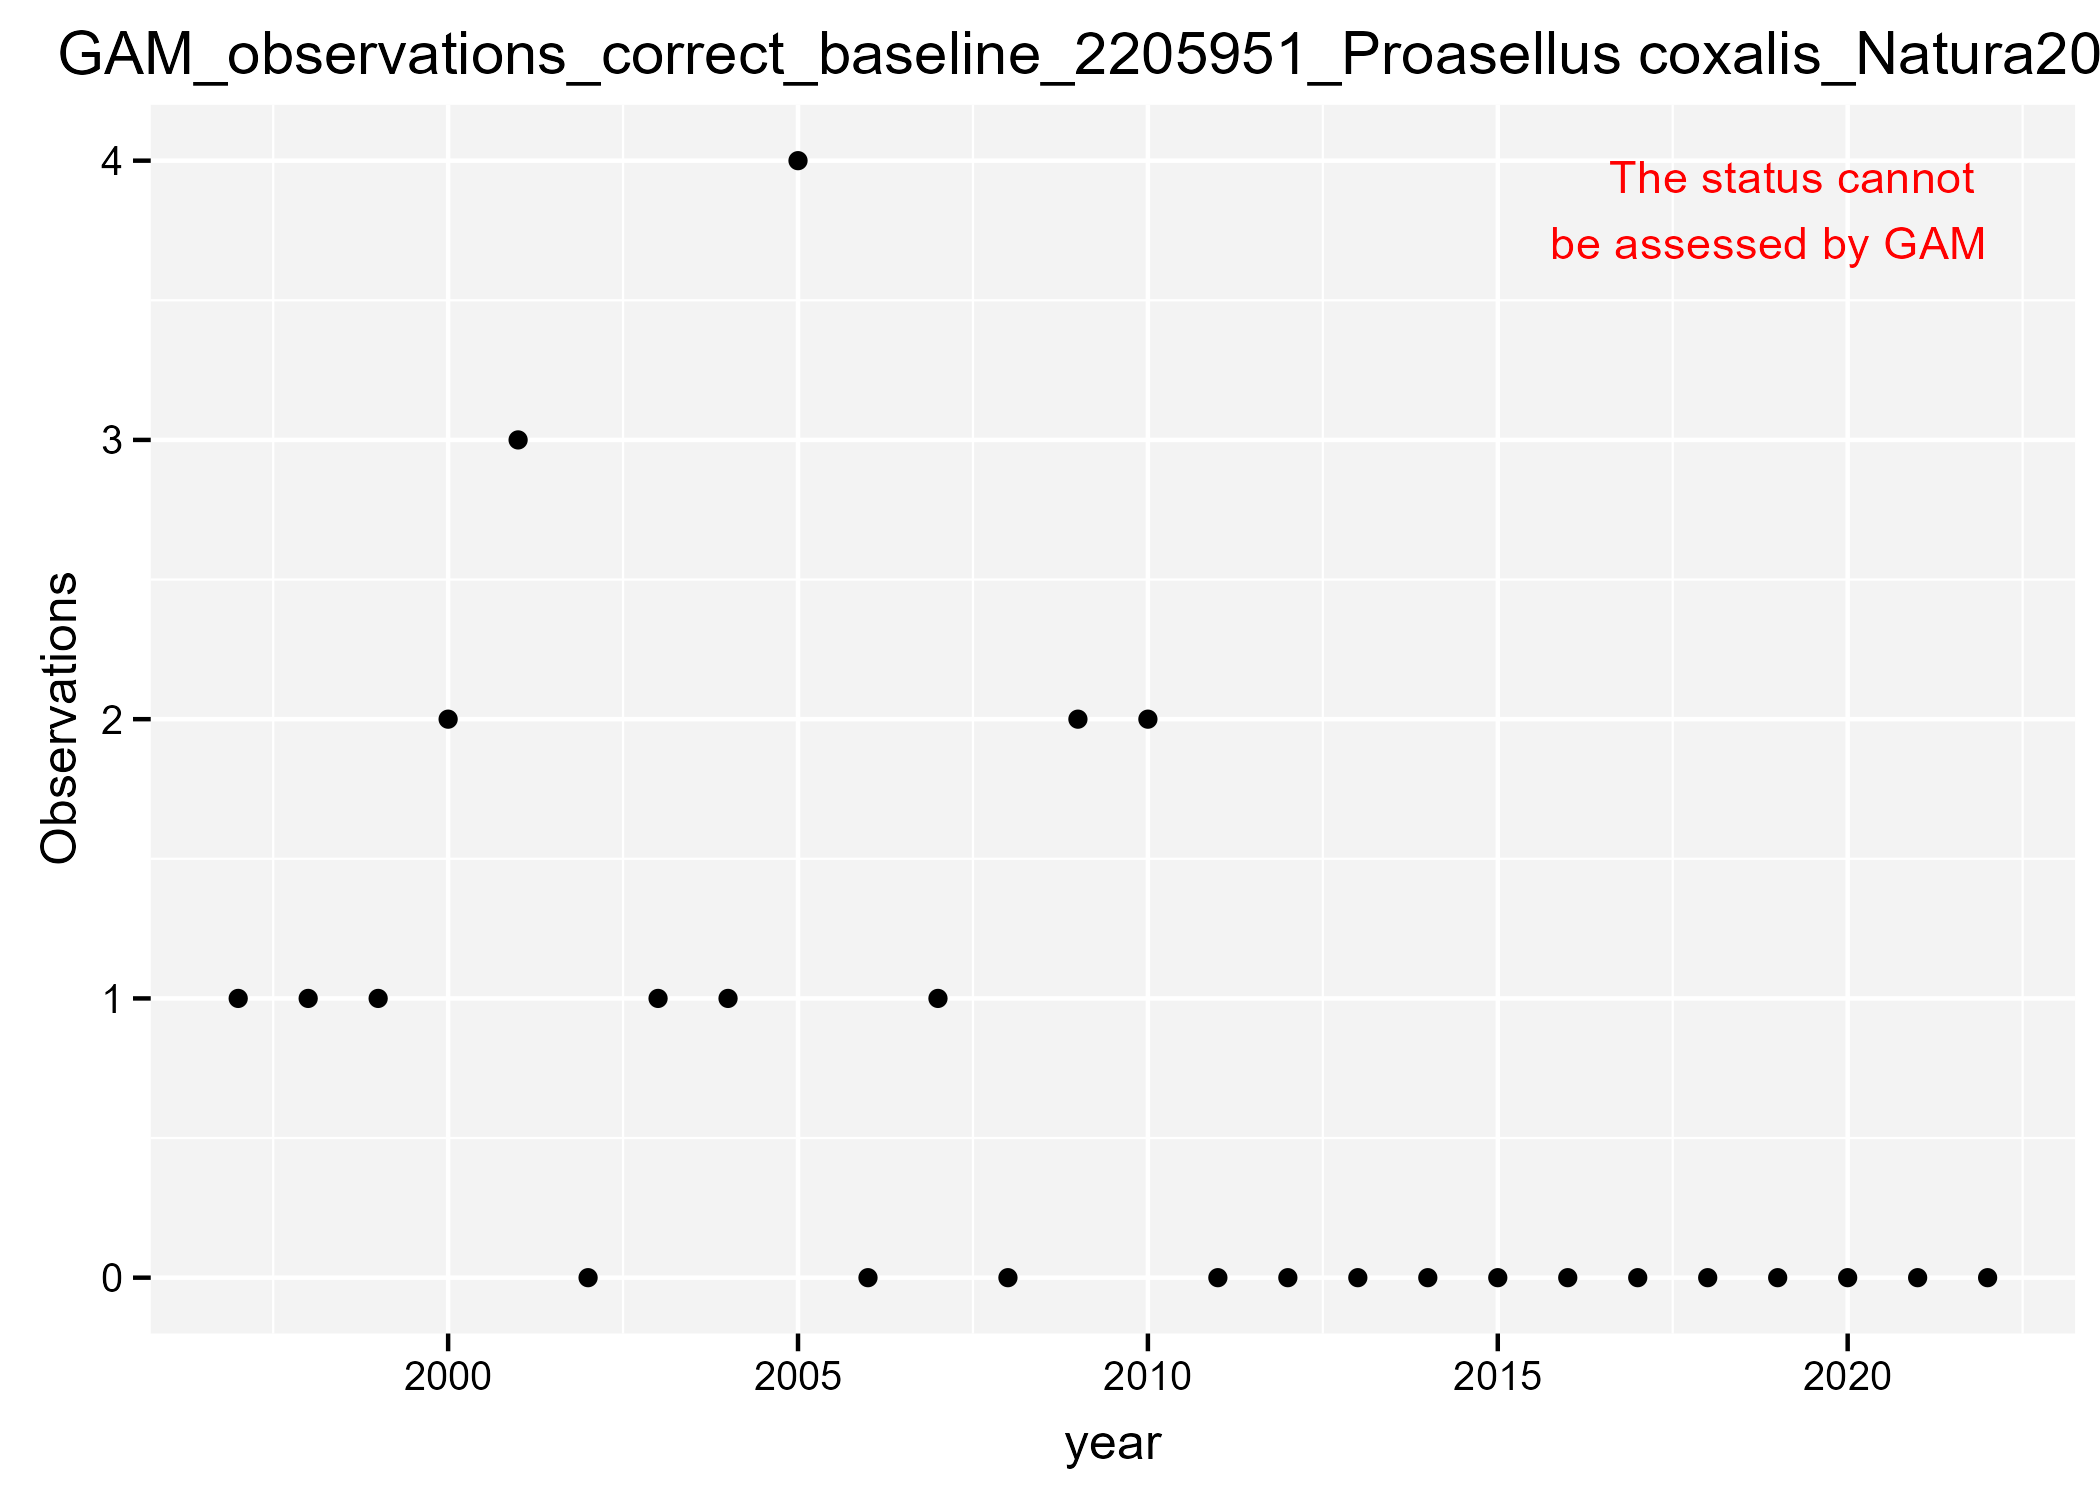 GAM_observations_correct_baseline_2205951_Proasellus coxalis_Natura20
The status cannot
be assessed by GAM
Observations
4
3
2
1
0
2000 2005 2010 2015 2020
year